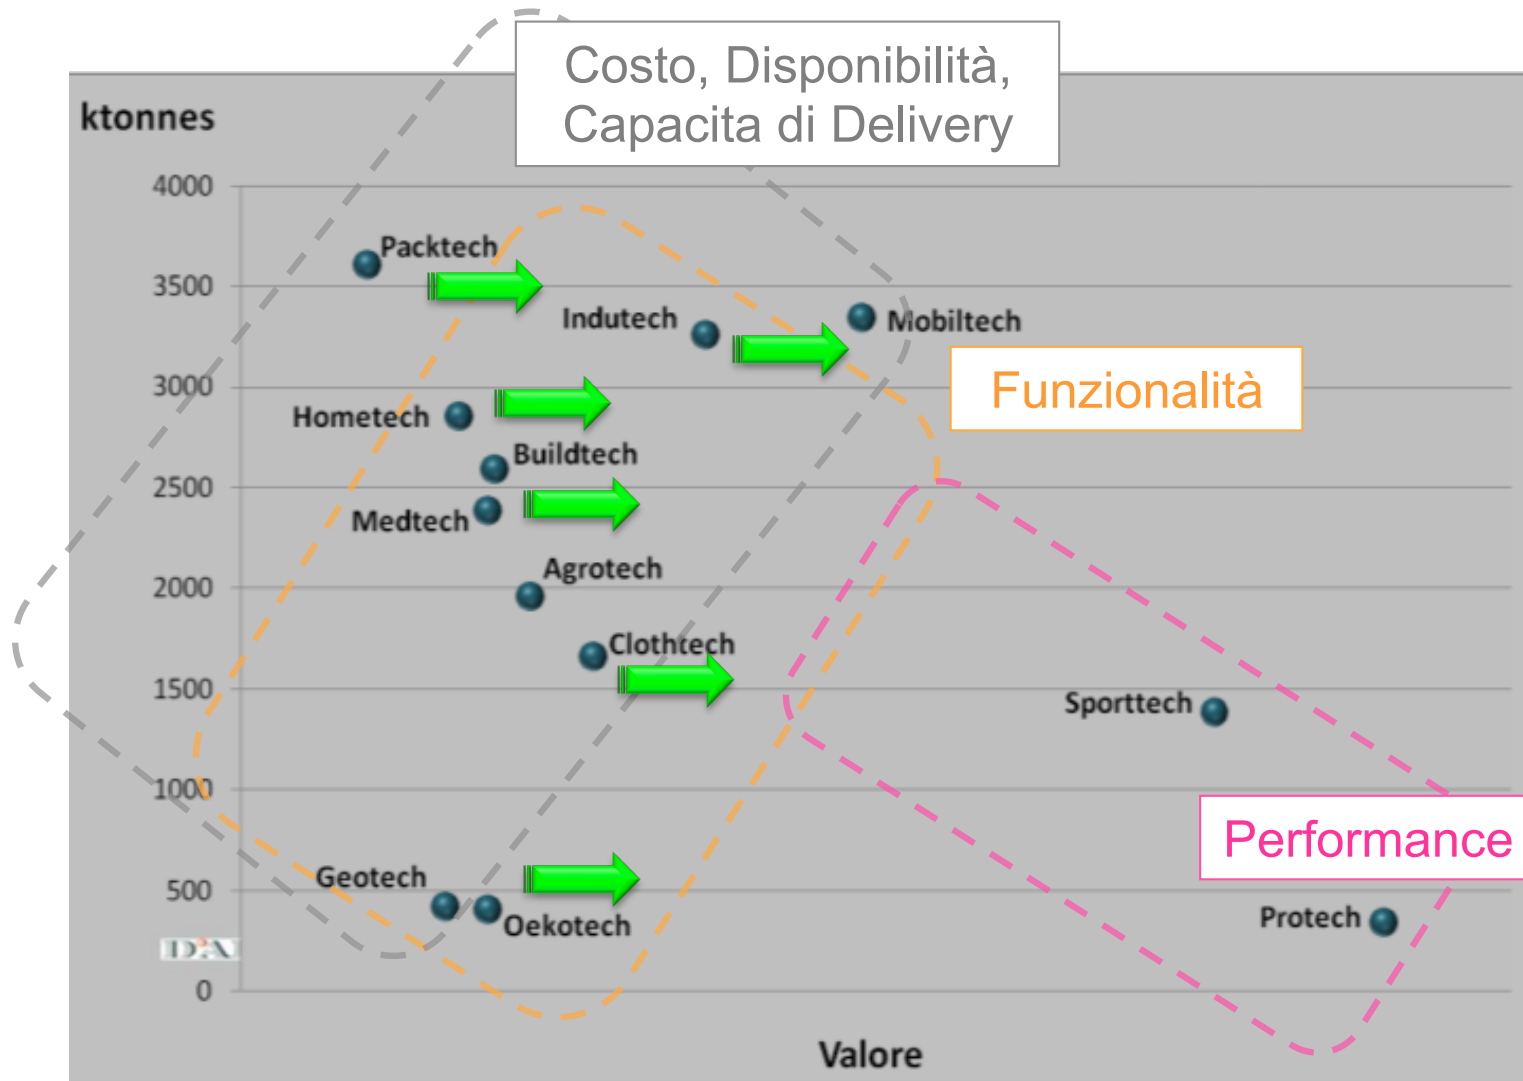 Costo, Disponibilità,
Capacita di Delivery
ktonnes
4000
Packtech
3500
Indutech
Mobiltech
Funzionalità
3000
Hometech
Buildtech
2500
Medtech
Agrotech
2000
Clothtech
1500
Sporttech
1000
Performance
Geotech
500
Oekotech
Protech
0
Valore